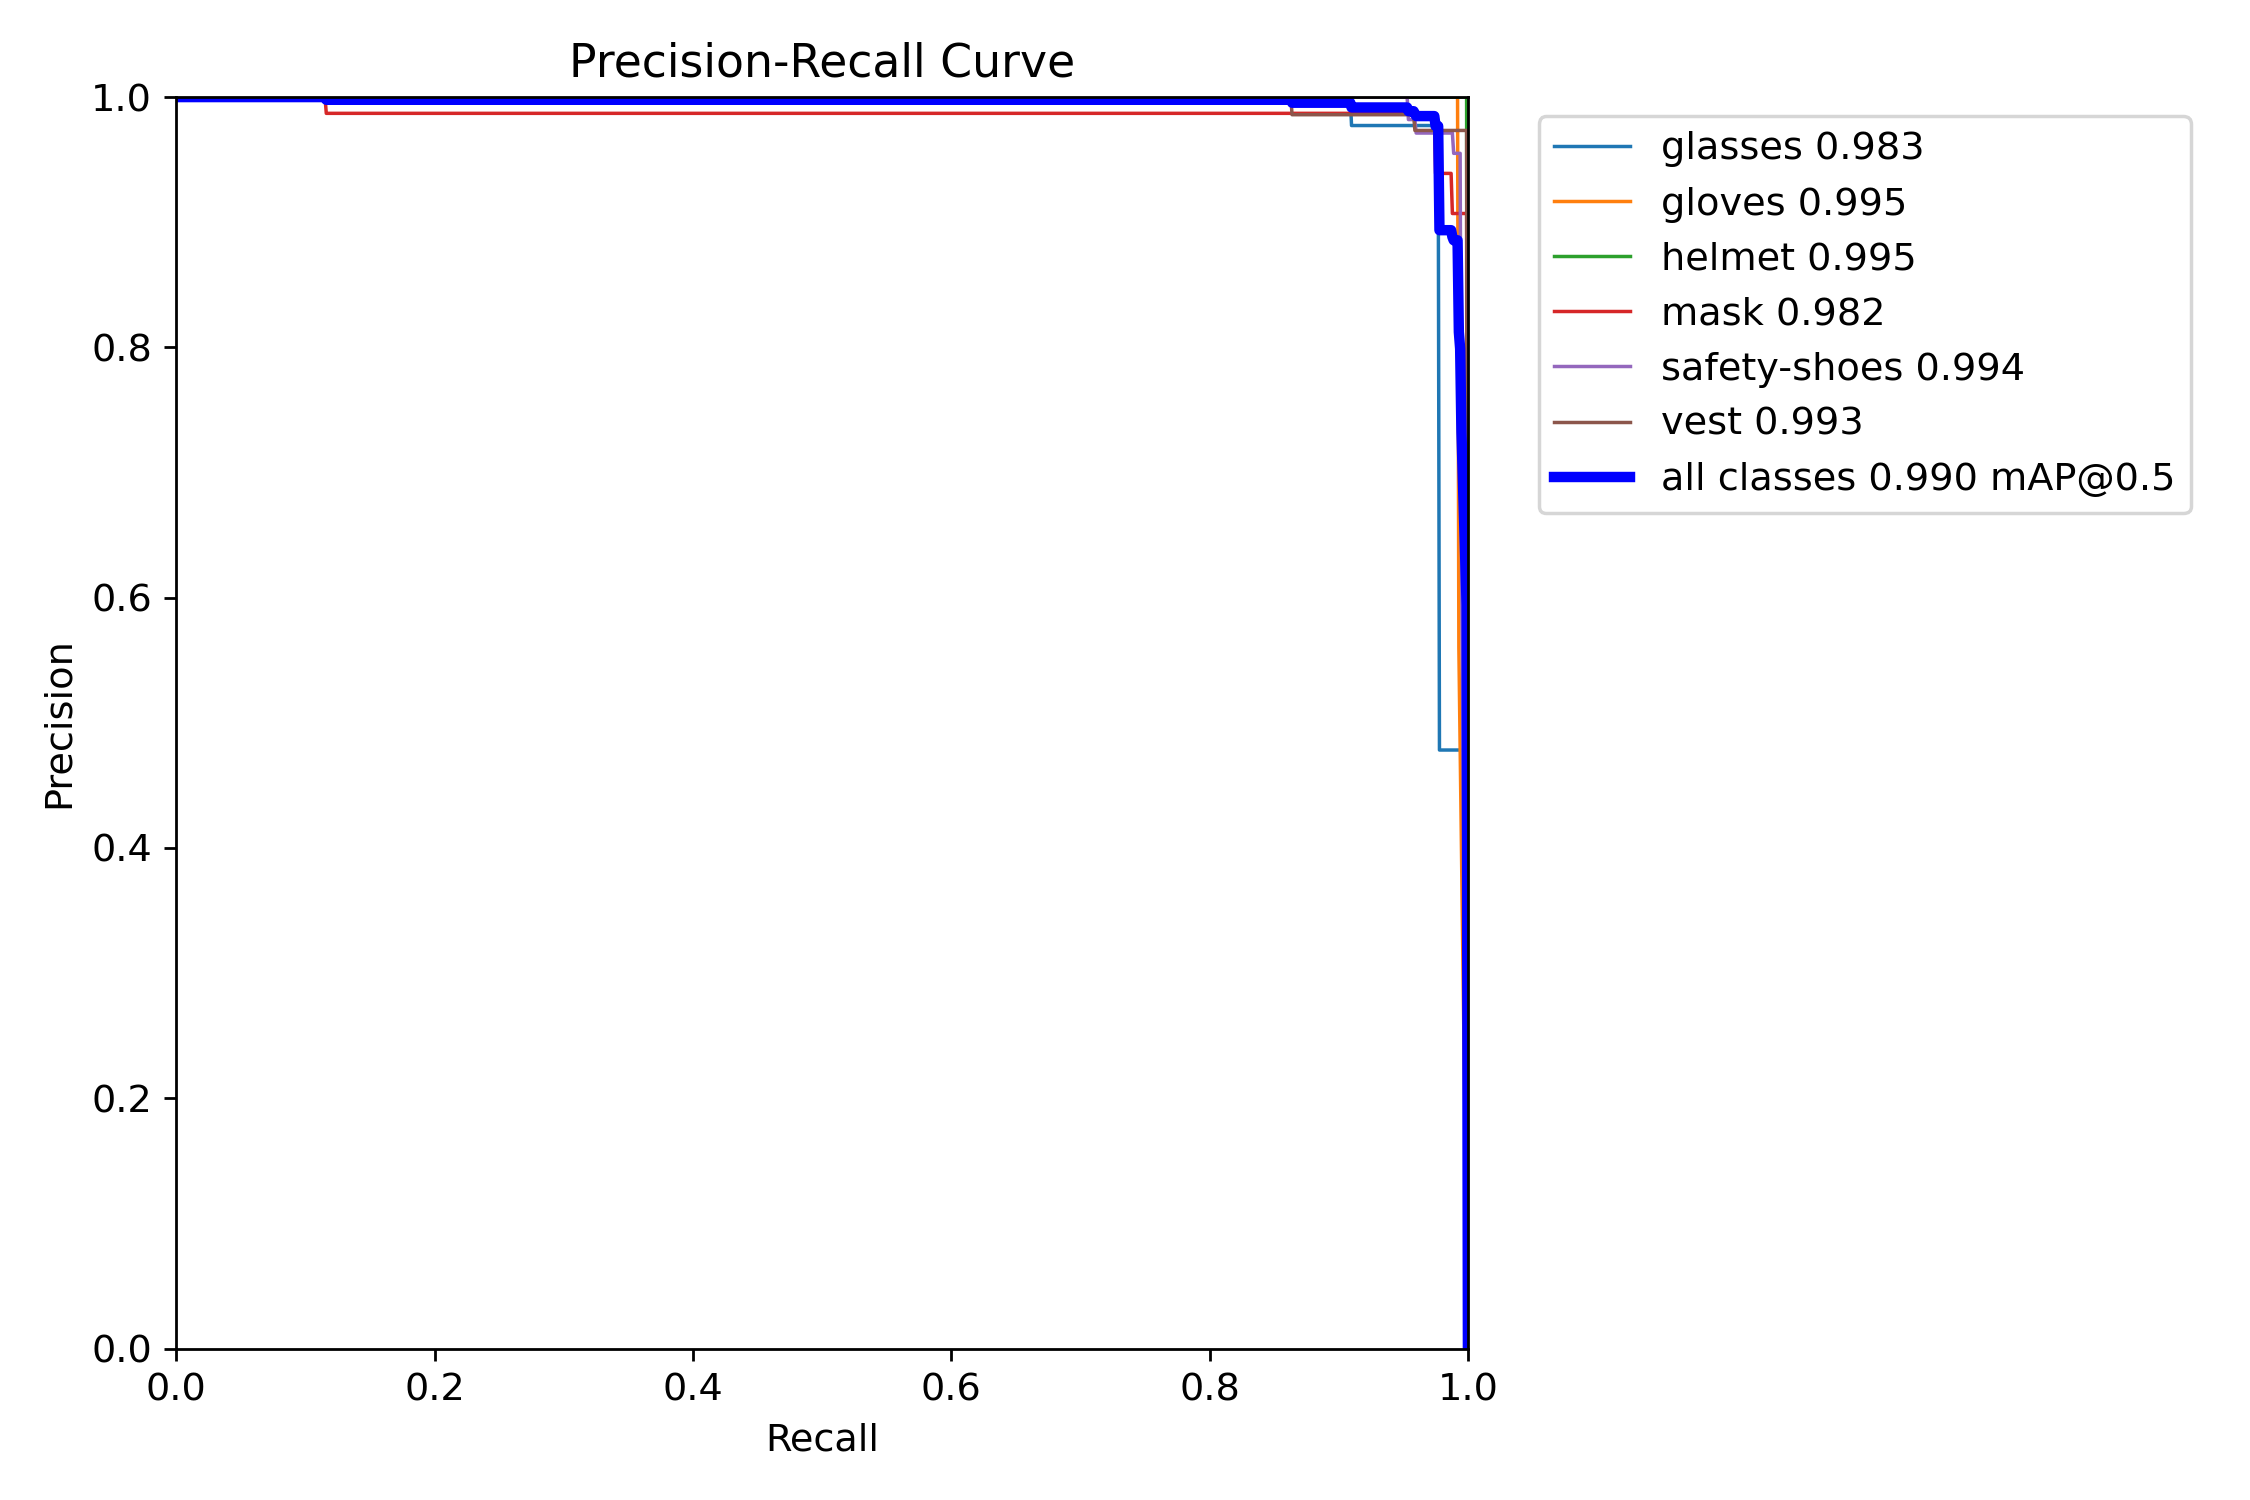 Precision-Recall Curve
1.0
0.8
0.6
0.4
0.2
0.0
Precision
0.0 0.2 0.4 0.6 0.8 1.0
Recall
glasses 0.983
gloves 0.995
helmet 0.995
mask 0.982
safety-shoes 0.994
vest 0.993
all classes 0.990 mAP@0.5